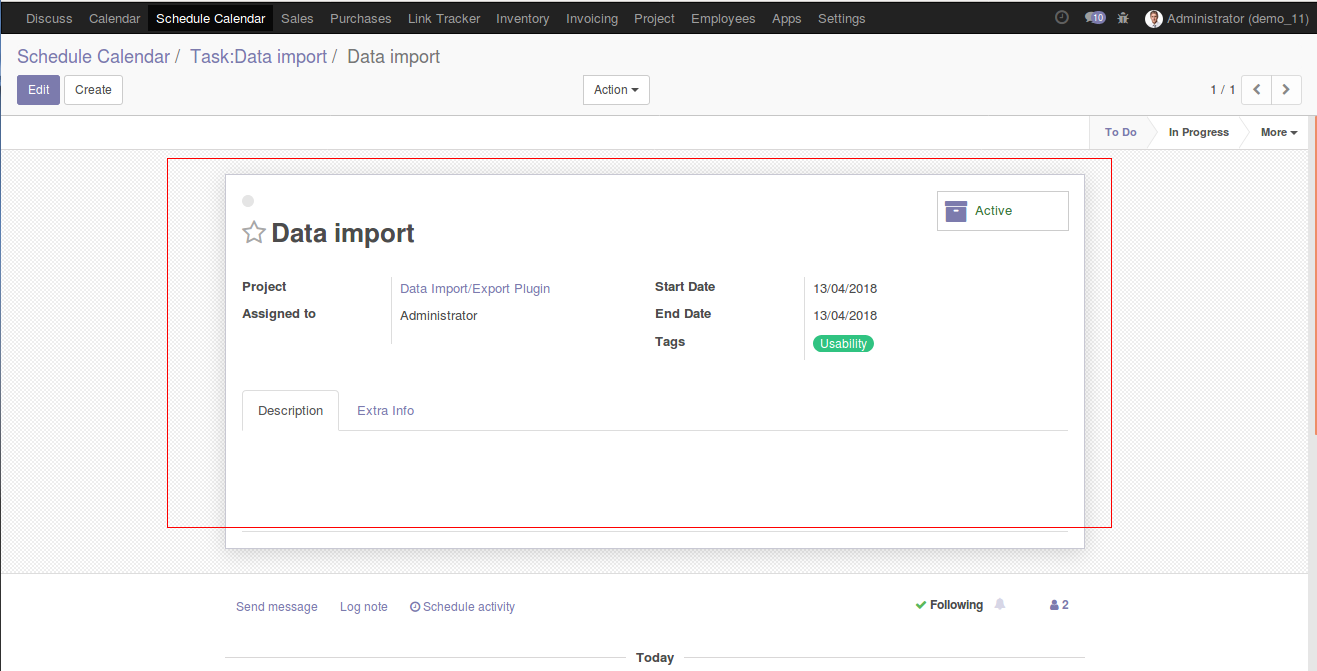 Discuss Calendar Schedule Calendar Sales Purchases Link Tracker Inventory Invoicing Project Employees Apps Settings 10 Administrator (demo_11)
Schedule Calendar / Task:Data import / Data import
Edit Create Action 1 / 1
To Do In Progress More
Active
Data import
Project Data Import/Export Plugin Start Date 13/04/2018
Assigned to Administrator End Date 13/04/2018
Tags Usability
Description Extra Info
Send message Log note Schedule activity Following 2
Today